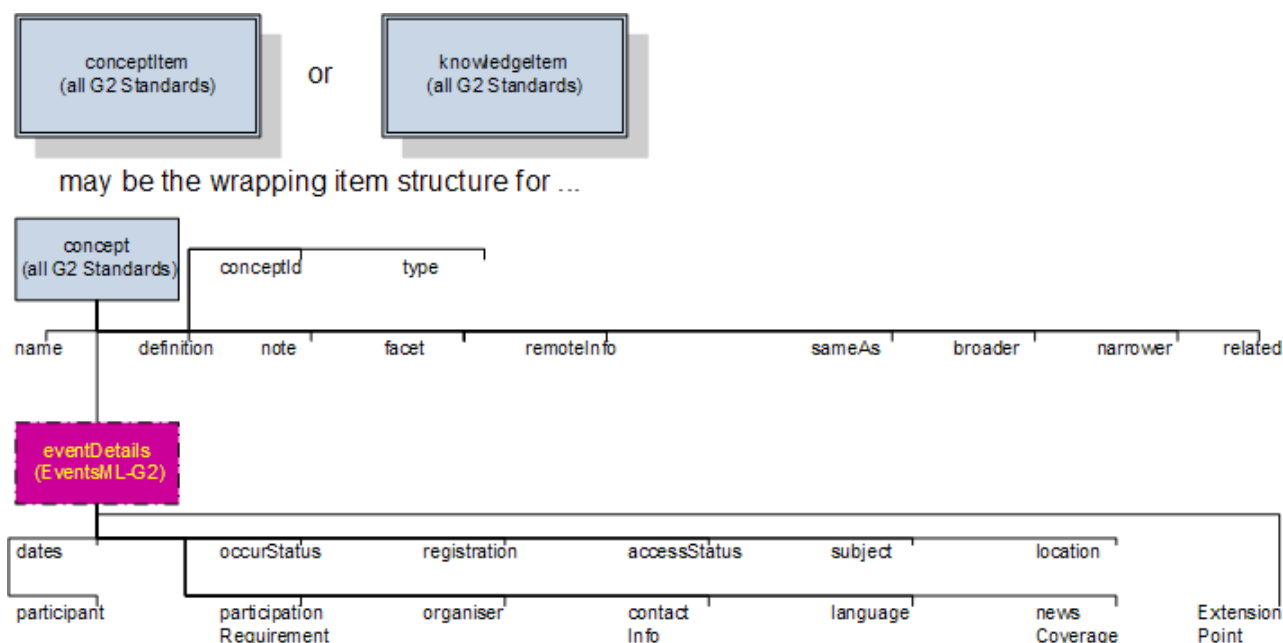 conceptItem
(all G2 Standards)
or
knowledgeItem
(all G2 Standards)
may be the wrapping item structure for ...
concept
(all G2 Standards)
conceptId
type
name
definition
note
facet
remoteInfo
sameAs
broader
narrower
related
eventDetails
(EventsML-G2)
dates
occurStatus
registration
accessStatus
subject
location
participant
participation
Requirement
organiser
contact
Info
language
news
Coverage
Extension
Point